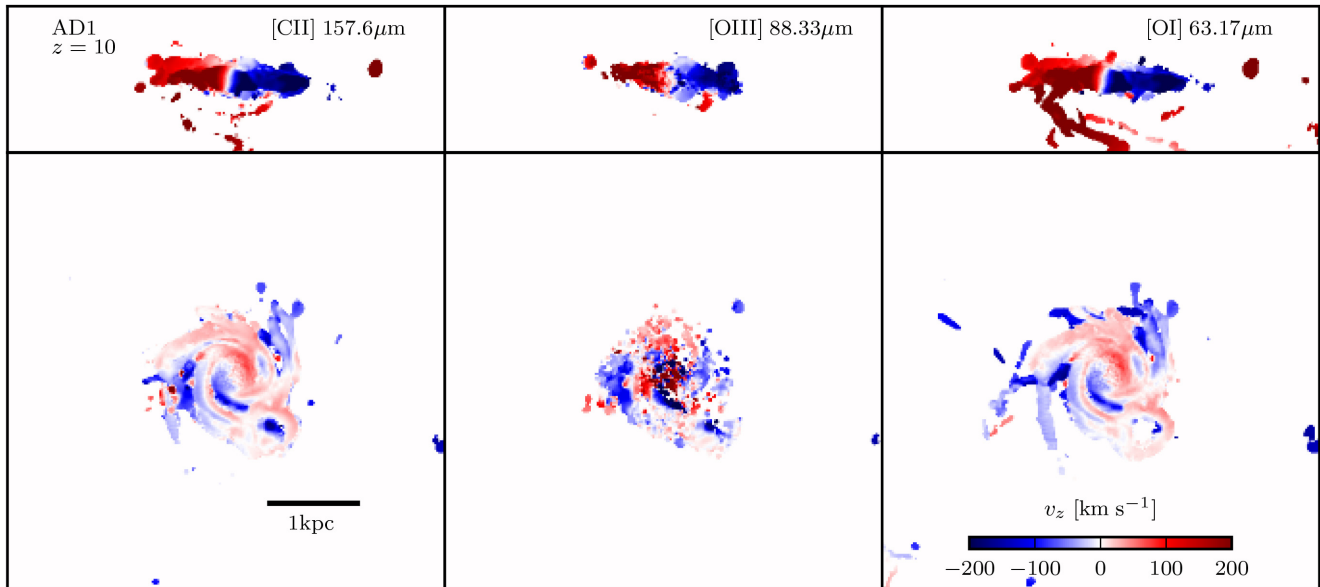 AD1
z = 10
[CII] 157.6μm
[OIII] 88.33μm
[OI] 63.17μm
1kpc
v_z [km s⁻¹]
−200 −100 0 100 200